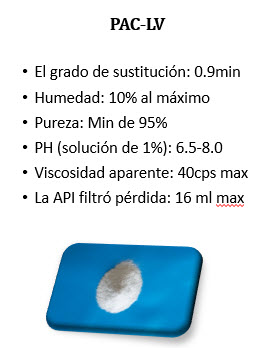 PAC-LV
• El grado de sustitución: 0.9min
• Humedad: 10% al máximo
• Pureza: Min de 95%
• PH (solución de 1%): 6.5-8.0
• Viscosidad aparente: 40cps max
• La API filtró pérdida: 16 ml max